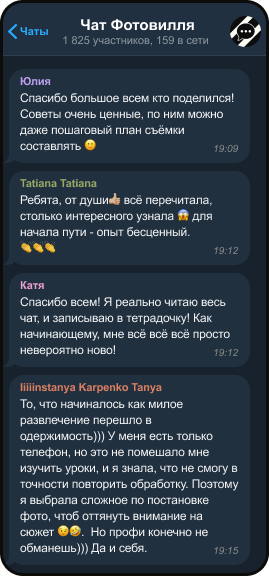 Чаты
Чат Фотовилля
1 825 участников, 159 в сети
Юлия
Спасибо большое всем кто поделился!
Советы очень ценные, по ним можно
даже пошаговый план съёмки
составлять 🙂
19:09
Tatiana Tatiana
Ребята, от души👍🏼 всё перечитала,
столько интересного узнала 😱 для
начала пути - опыт бесценный.
👏👏👏
19:12
Катя
Спасибо всем! Я реально читаю весь
чат, и записываю в тетрадочку! Как
начинающему, мне всё всё всё просто
невероятно ново!
19:12
liiiinstanya Karpenko Tanya
То, что начиналось как милое
развлечение перешло в
одержимость))) У меня есть только
телефон, но это не помешало мне
изучить уроки, и я знала, что не смогу в
точности повторить обработку. Поэтому
я выбрала сложное по постановке
фото, чтоб оттянуть внимание на
сюжет 😉🤣. Но профи конечно не
обманешь))) Да и себя.
19:15